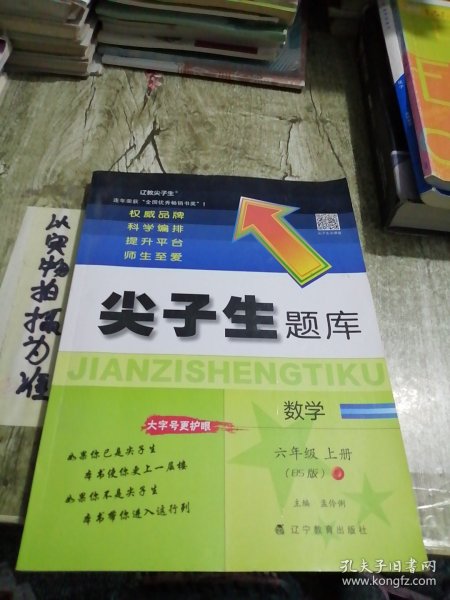 辽教尖子生
连年荣获“全国优秀畅销书奖”!
权威品牌
科学编排
提升平台
师生至爱
尖子生题库
JIANZISHENGTIKU
数学
大字号更护眼
六年级 上册
(BS版)
如果你已是尖子生
本书使你更上一层楼
如果你不是尖子生
本书带你进入这行列
主编 孟伶俐
辽宁教育出版社
以实物拍摄为准
孔夫子旧书网
www.kongfz.com